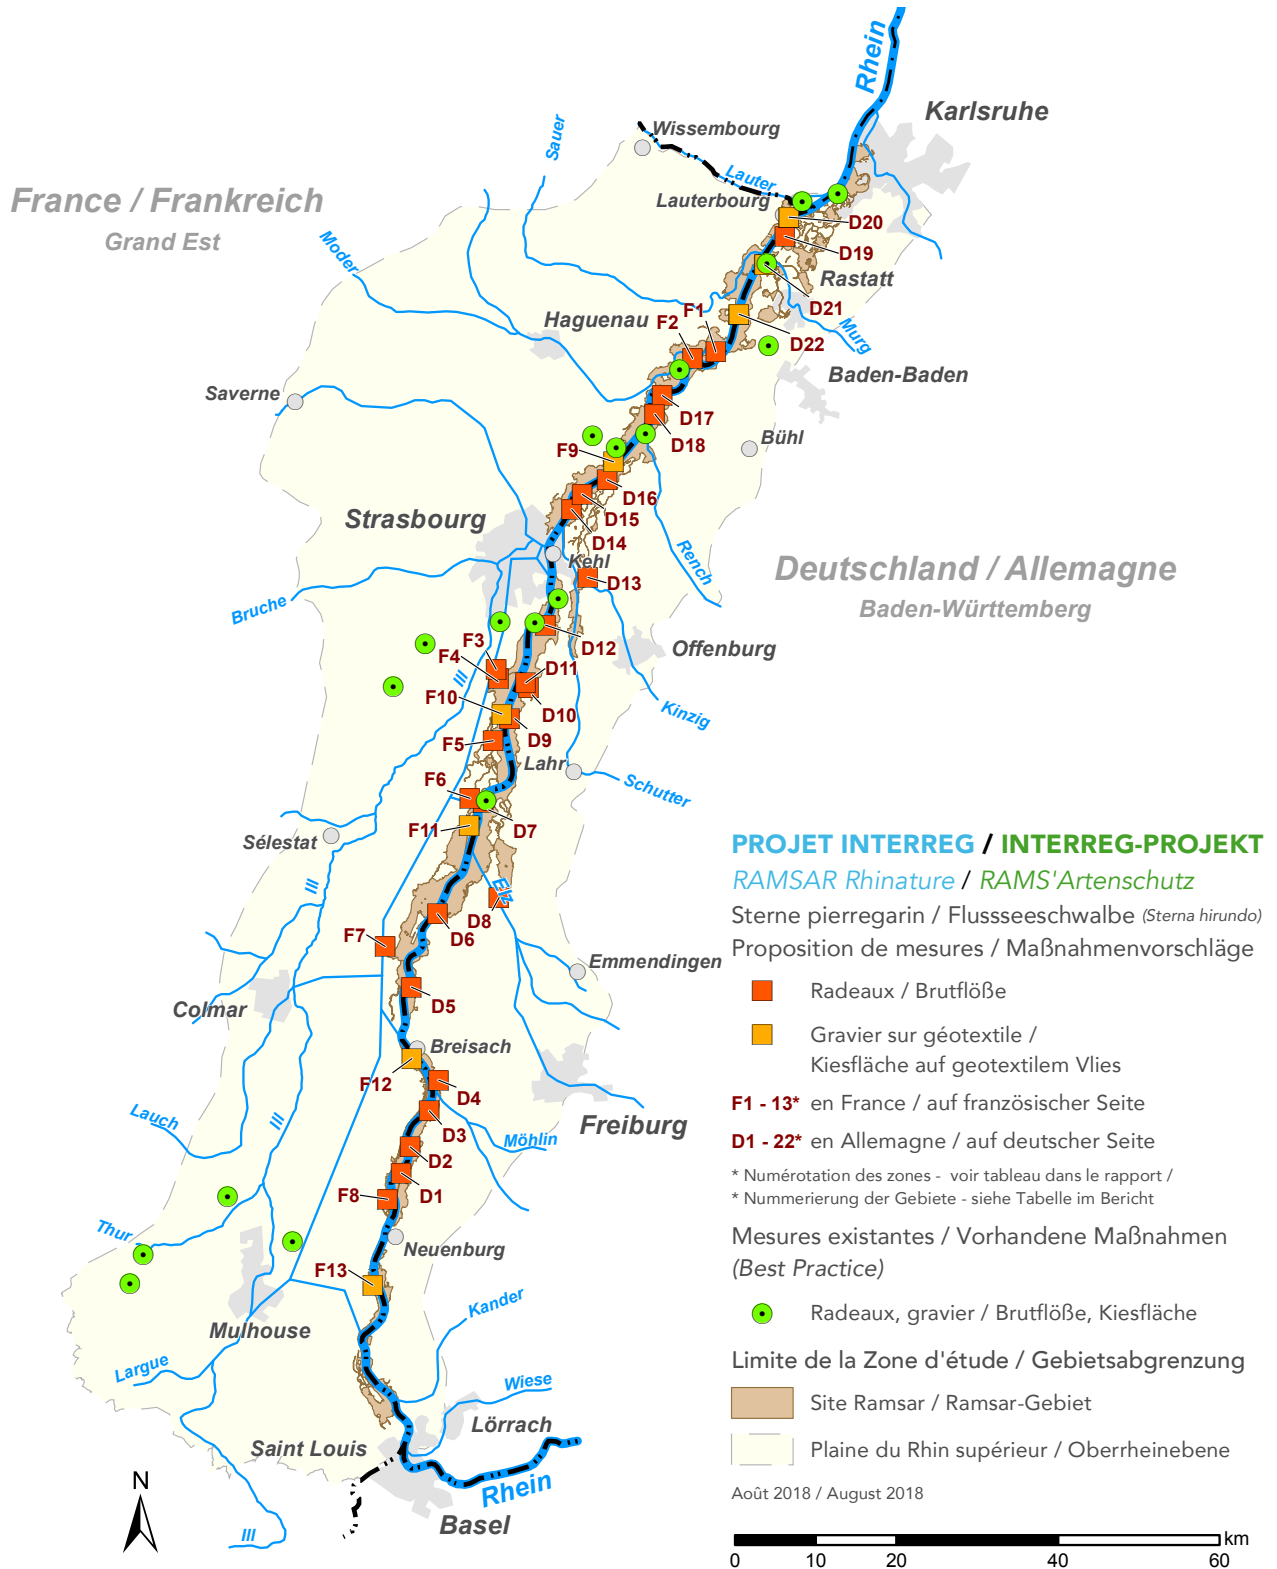 Rhein
Karlsruhe
Wissembourg
Sauer
Lauter
Lauterbourg
France / Frankreich
Grand Est
D20
D19
Moder
Rastatt
D21
F1
Haguenau
F2
Murg
D22
Baden-Baden
Saverne
D17
D18
Bühl
F9
D16
Strasbourg
D15
D14
Rench
Kehl
Deutschland / Allemagne
Baden-Württemberg
D13
Bruche
F3
D12
Offenburg
F4
D11
Ill
F10
D10
Kinzig
D9
F5
Lahr
F6
Schutter
F11
D7
Sélestat
Ill
Elz
D8
F7
D6
Emmendingen
Colmar
D5
Breisach
F12
D4
Lauch
Ill
D3
Freiburg
Möhlin
D2
F8
D1
Thur
Neuenburg
F13
Kander
Mulhouse
Largue
Wiese
Lörrach
Saint Louis
Rhein
Basel
Ill
N
PROJET INTERREG / INTERREG-PROJEKT
RAMSAR Rhinature / RAMS'Artenschutz
Sterne pierregarin / Flussseeschwalbe (Sterna hirundo)
Proposition de mesures / Maßnahmenvorschläge
Radeaux / Brutflöße
Gravier sur géotextile /
Kiesfläche auf geotextilem Vlies
F1 - 13* en France / auf französischer Seite
D1 - 22* en Allemagne / auf deutscher Seite
* Numérotation des zones - voir tableau dans le rapport /
* Nummerierung der Gebiete - siehe Tabelle im Bericht
Mesures existantes / Vorhandene Maßnahmen
(Best Practice)
Radeaux, gravier / Brutflöße, Kiesfläche
Limite de la Zone d'étude / Gebietsabgrenzung
Site Ramsar / Ramsar-Gebiet
Plaine du Rhin supérieur / Oberrheinebene
Août 2018 / August 2018
km
0 10 20 40 60